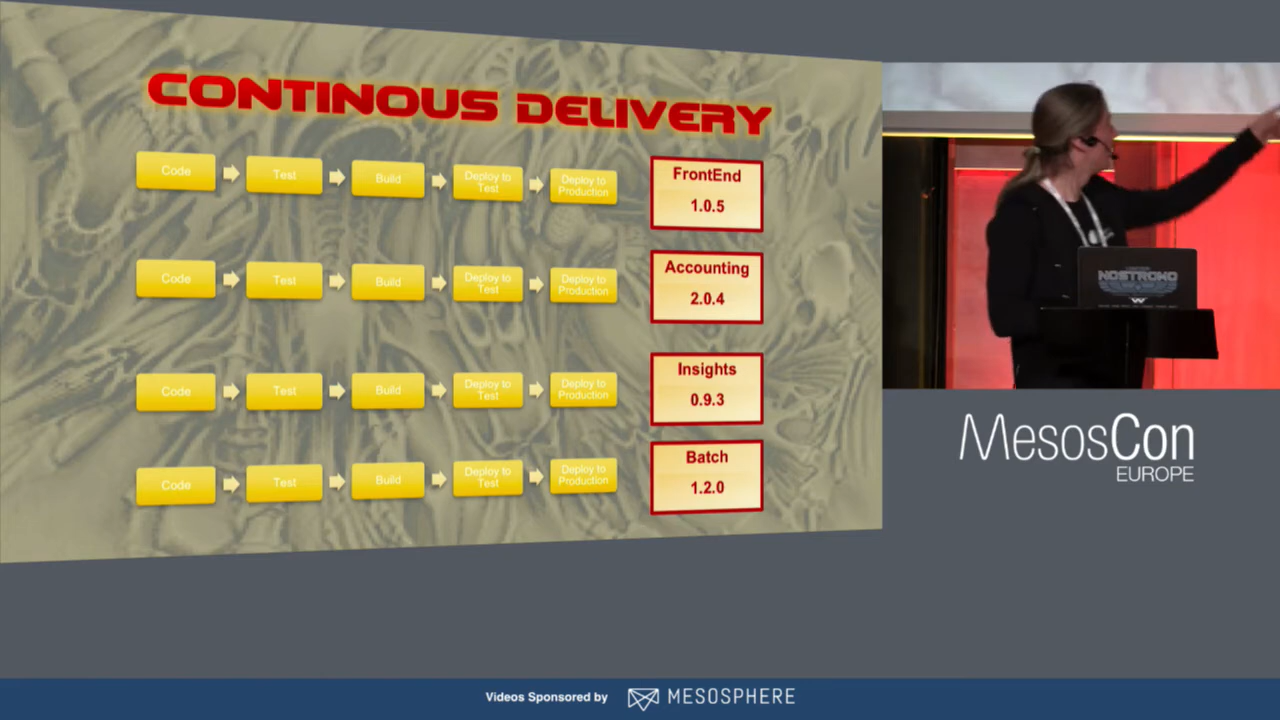 CONTINOUS DELIVERY
Code
Test
Build
Deploy to
Test
Deploy to
Production
FrontEnd
1.0.5
Code
Test
Build
Deploy to
Test
Deploy to
Production
Accounting
2.0.4
Code
Test
Build
Deploy to
Test
Deploy to
Production
Insights
0.9.3
Code
Test
Build
Deploy to
Test
Deploy to
Production
Batch
1.2.0
NOSTROMO
MesosCon
EUROPE
Videos Sponsored by
MESOSPHERE